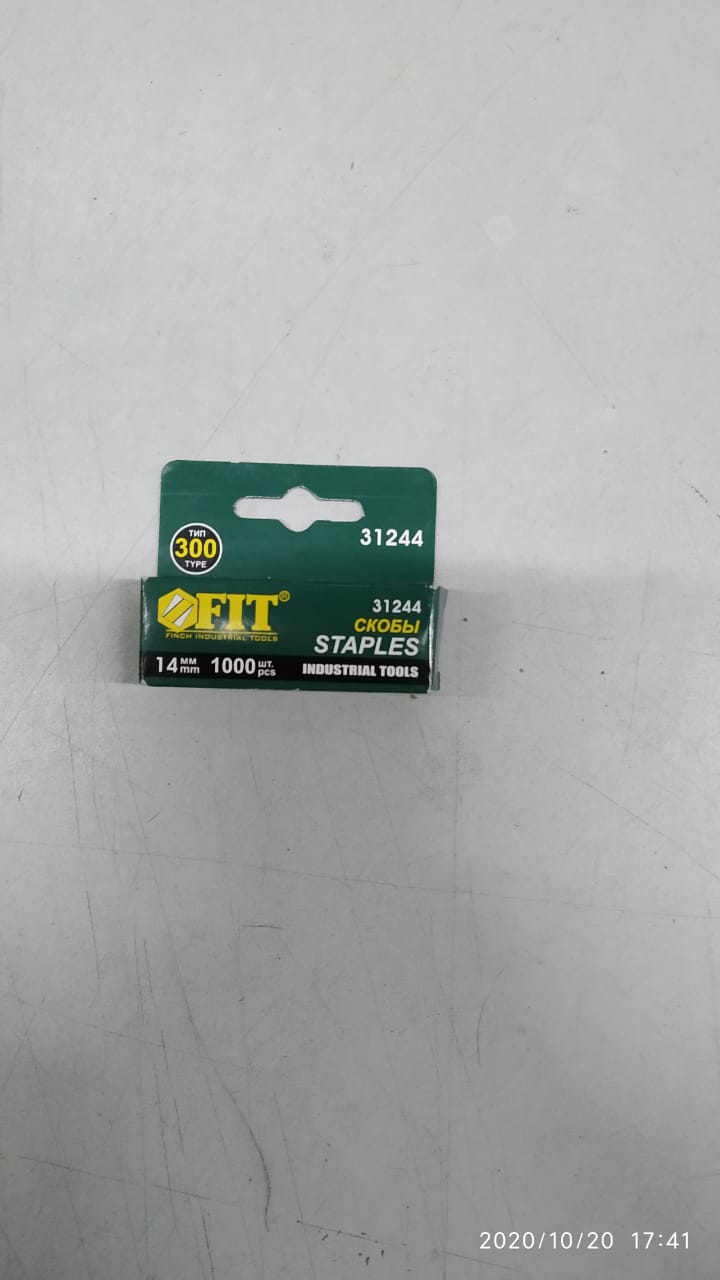 ТИП
300
TYPE
31244
FIT®
FINCH INDUSTRIAL TOOLS
31244
СКОБЫ
STAPLES
14 мм mm 1000 шт. pcs
INDUSTRIAL TOOLS
2020/10/20 17:41